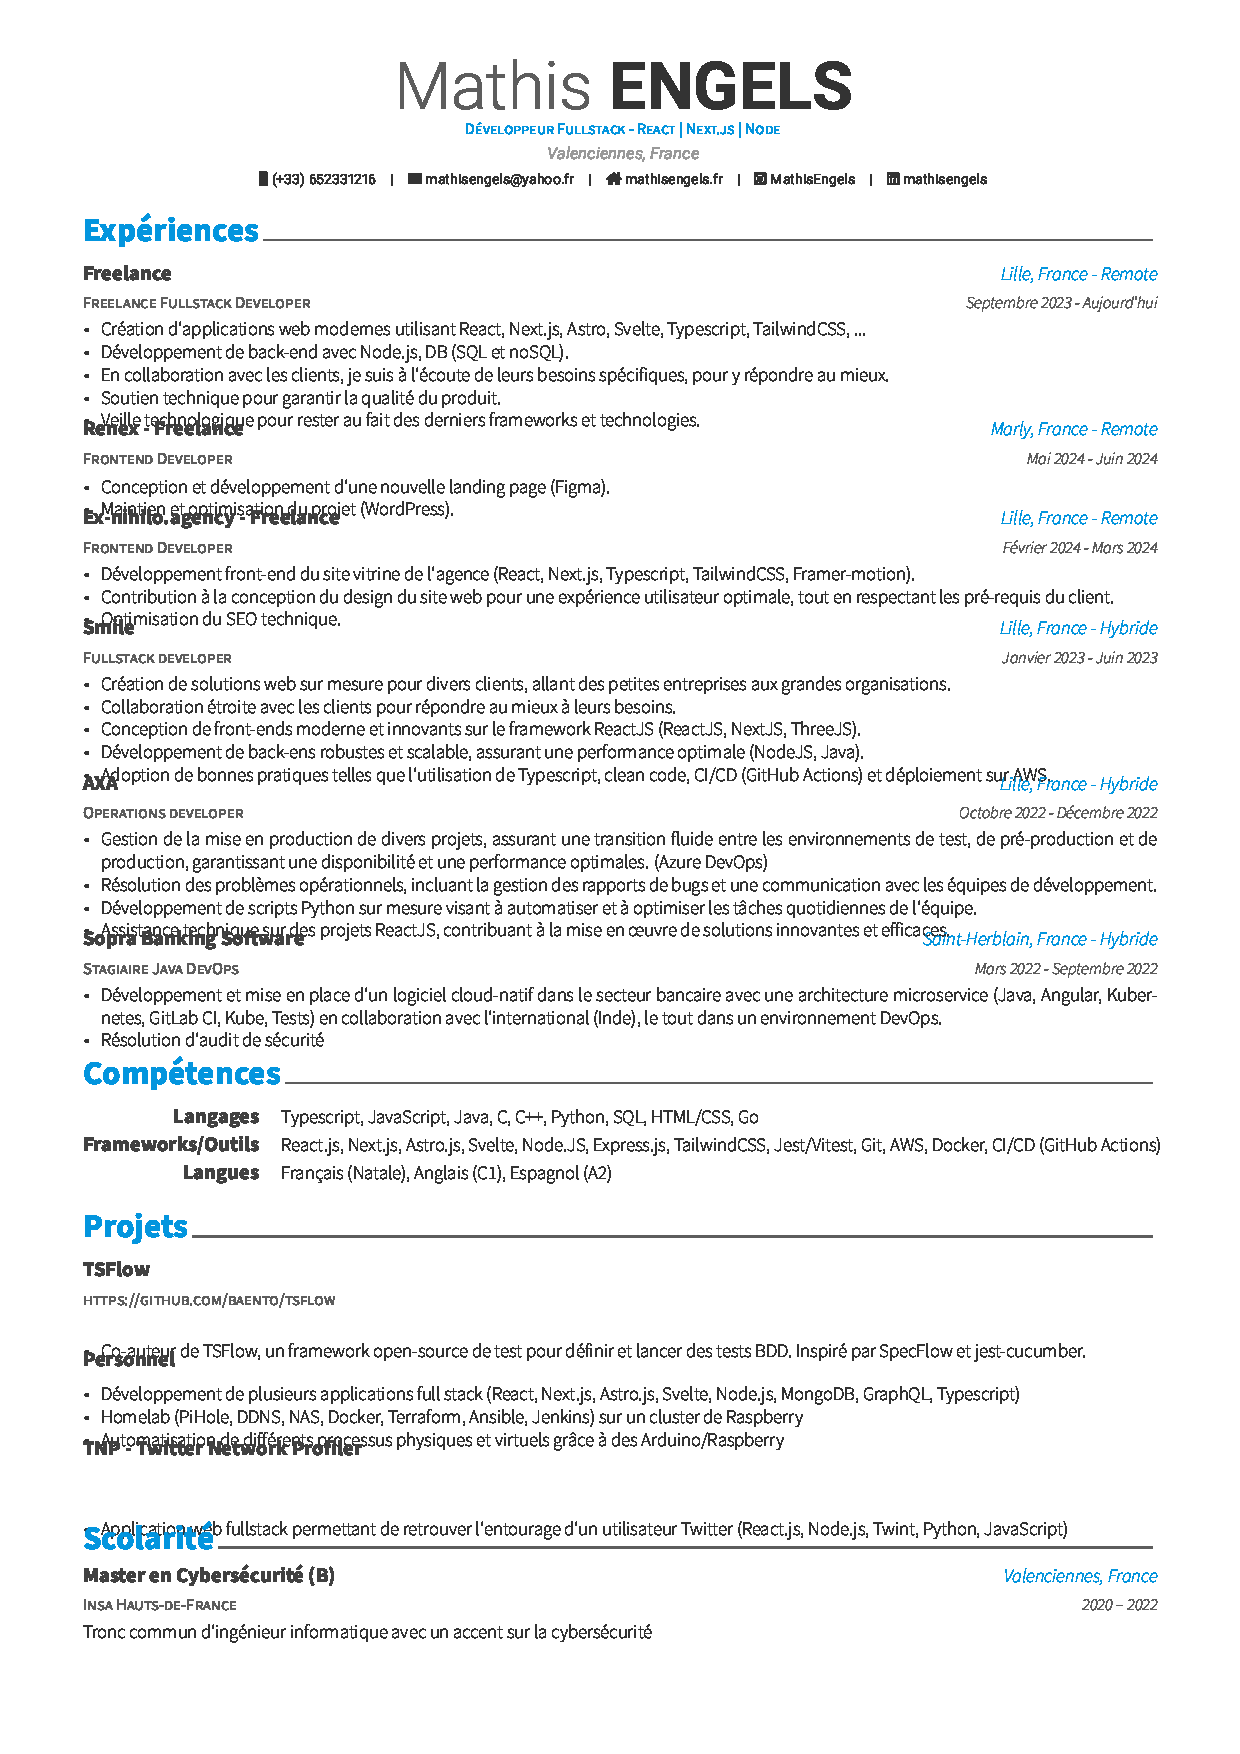 Mathis ENGELS
Développeur Fullstack - React | Next.js | Node
Valenciennes, France
(+33) 652331216 | mathisengels@yahoo.fr | mathisengels.fr | MathisEngels | mathisengels
Expériences
Freelance Lille, France - Remote
Freelance Fullstack Developer Septembre 2023 - Aujourd'hui
• Création d'applications web modernes utilisant React, Next.js, Astro, Svelte, Typescript, TailwindCSS, ...
• Développement de back-end avec Node.js, DB (SQL et noSQL).
• En collaboration avec les clients, je suis à l'écoute de leurs besoins spécifiques, pour y répondre au mieux.
• Soutien technique pour garantir la qualité du produit.
• Veille technologique pour rester au fait des derniers frameworks et technologies.
Renex - Freelance Marly, France - Remote
Frontend Developer Mai 2024 - Juin 2024
• Conception et développement d'une nouvelle landing page (Figma).
• Maintien et optimisation du projet (WordPress).
Ex-nihilo.agency - Freelance Lille, France - Remote
Frontend Developer Février 2024 - Mars 2024
• Développement front-end du site vitrine de l'agence (React, Next.js, Typescript, TailwindCSS, Framer-motion).
• Contribution à la conception du design du site web pour une expérience utilisateur optimale, tout en respectant les pré-requis du client.
• Optimisation du SEO technique.
Smile Lille, France - Hybride
Fullstack developer Janvier 2023 - Juin 2023
• Création de solutions web sur mesure pour divers clients, allant des petites entreprises aux grandes organisations.
• Collaboration étroite avec les clients pour répondre au mieux à leurs besoins.
• Conception de front-ends moderne et innovants sur le framework ReactJS (ReactJS, NextJS, ThreeJS).
• Développement de back-ens robustes et scalable, assurant une performance optimale (NodeJS, Java).
• Adoption de bonnes pratiques telles que l'utilisation de Typescript, clean code, CI/CD (GitHub Actions) et déploiement sur AWS.
AXA Lille, France - Hybride
Operations developer Octobre 2022 - Décembre 2022
• Gestion de la mise en production de divers projets, assurant une transition fluide entre les environnements de test, de pré-production et de
production, garantissant une disponibilité et une performance optimales. (Azure DevOps)
• Résolution des problèmes opérationnels, incluant la gestion des rapports de bugs et une communication avec les équipes de développement.
• Développement de scripts Python sur mesure visant à automatiser et à optimiser les tâches quotidiennes de l'équipe.
• Assistance technique sur des projets ReactJS, contribuant à la mise en œuvre de solutions innovantes et efficaces.
Sopra Banking Software Saint-Herblain, France - Hybride
Stagiaire Java DevOps Mars 2022 - Septembre 2022
• Développement et mise en place d'un logiciel cloud-natif dans le secteur bancaire avec une architecture microservice (Java, Angular, Kuber-
netes, GitLab CI, Kube, Tests) en collaboration avec l'international (Inde), le tout dans un environnement DevOps.
• Résolution d'audit de sécurité
Compétences
Langages Typescript, JavaScript, Java, C, C++, Python, SQL, HTML/CSS, Go
Frameworks/Outils React.js, Next.js, Astro.js, Svelte, Node.JS, Express.js, TailwindCSS, Jest/Vitest, Git, AWS, Docker, CI/CD (GitHub Actions)
Langues Français (Natale), Anglais (C1), Espagnol (A2)
Projets
TSFlow
https://github.com/baento/tsflow
• Co-auteur de TSFlow, un framework open-source de test pour définir et lancer des tests BDD. Inspiré par SpecFlow et jest-cucumber.
Personnel
• Développement de plusieurs applications full stack (React, Next.js, Astro.js, Svelte, Node.js, MongoDB, GraphQL, Typescript)
• Homelab (PiHole, DDNS, NAS, Docker, Terraform, Ansible, Jenkins) sur un cluster de Raspberry
• Automatisation de différents processus physiques et virtuels grâce à des Arduino/Raspberry
TNP - Twitter Network Profiler
• Application web fullstack permettant de retrouver l'entourage d'un utilisateur Twitter (React.js, Node.js, Twint, Python, JavaScript)
Scolarité
Master en Cybersécurité (B) Valenciennes, France
Insa Hauts-de-France 2020 – 2022
Tronc commun d'ingénieur informatique avec un accent sur la cybersécurité